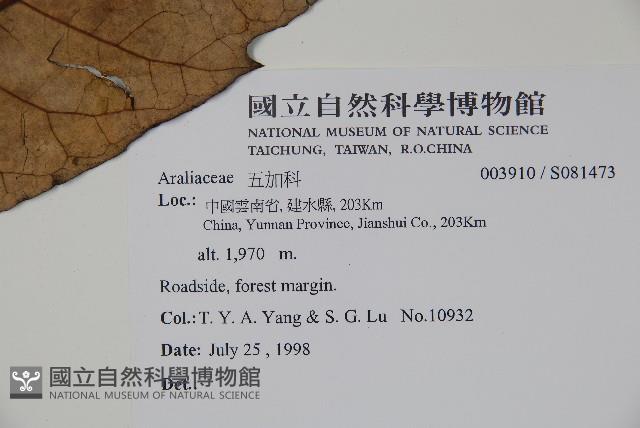 國立自然科學博物館
NATIONAL MUSEUM OF NATURAL SCIENCE
TAICHUNG, TAIWAN, R.O.CHINA
003910 / S081473
Araliaceae 五加科
Loc.: 中國雲南省, 建水縣, 203Km
China, Yunnan Province, Jianshui Co., 203Km
alt. 1,970 m.
Roadside, forest margin.
Col.: T. Y. A. Yang & S. G. Lu No.10932
Date: July 25 , 1998
Det.:
國立自然科學博物館
NATIONAL MUSEUM OF NATURAL SCIENCE